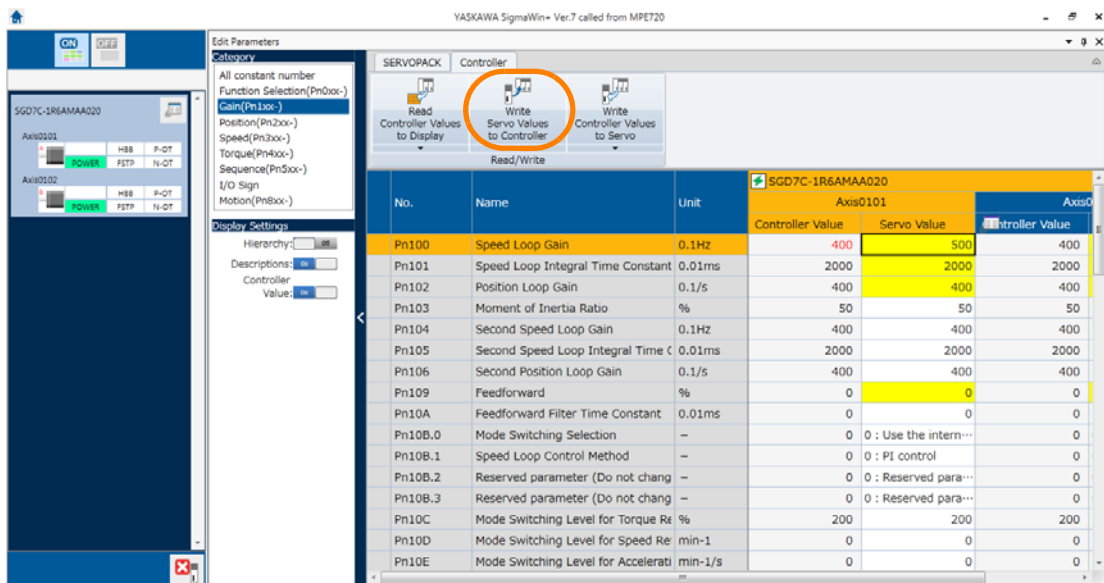 YASKAWA SigmaWin+ Ver.7 called from MPE720
ON OFF
SGD7C-1R6AMAA020
Axis0101
A HBB P-OT
POWER FSTP N-OT
Axis0102
HBB P-OT
POWER FSTP N-OT
Edit Parameters
Category
All constant number
Function Selection(Pn0xx-)
Gain(Pn1xx-)
Position(Pn2xx-)
Speed(Pn3xx-)
Torque(Pn4xx-)
Sequence(Pn5xx-)
I/O Sign
Motion(Pn8xx-)
Display Settings
Hierarchy: Off
Descriptions: On
Controller
Value: On
SERVOPACK Controller
Read
Controller Values
to Display
Write
Servo Values
to Controller
Write
Controller Values
to Servo
Read/Write
SGD7C-1R6AMAA020
Axis0101 Axis0
No. Name Unit Controller Value Servo Value ntroller Value
Pn100 Speed Loop Gain 0.1Hz 400 500 400
Pn101 Speed Loop Integral Time Constant 0.01ms 2000 2000 2000
Pn102 Position Loop Gain 0.1/s 400 400 400
Pn103 Moment of Inertia Ratio % 50 50 50
Pn104 Second Speed Loop Gain 0.1Hz 400 400 400
Pn105 Second Speed Loop Integral Time C 0.01ms 2000 2000 2000
Pn106 Second Position Loop Gain 0.1/s 400 400 400
Pn109 Feedforward % 0 0 0
Pn10A Feedforward Filter Time Constant 0.01ms 0 0 0
Pn10B.0 Mode Switching Selection – 0 0 : Use the intern··· 0
Pn10B.1 Speed Loop Control Method – 0 0 : PI control 0
Pn10B.2 Reserved parameter (Do not chang – 0 0 : Reserved para··· 0
Pn10B.3 Reserved parameter (Do not chang – 0 0 : Reserved para··· 0
Pn10C Mode Switching Level for Torque Re % 200 200 200
Pn10D Mode Switching Level for Speed Re min-1 0 0 0
Pn10E Mode Switching Level for Accelerati min-1/s 0 0 0